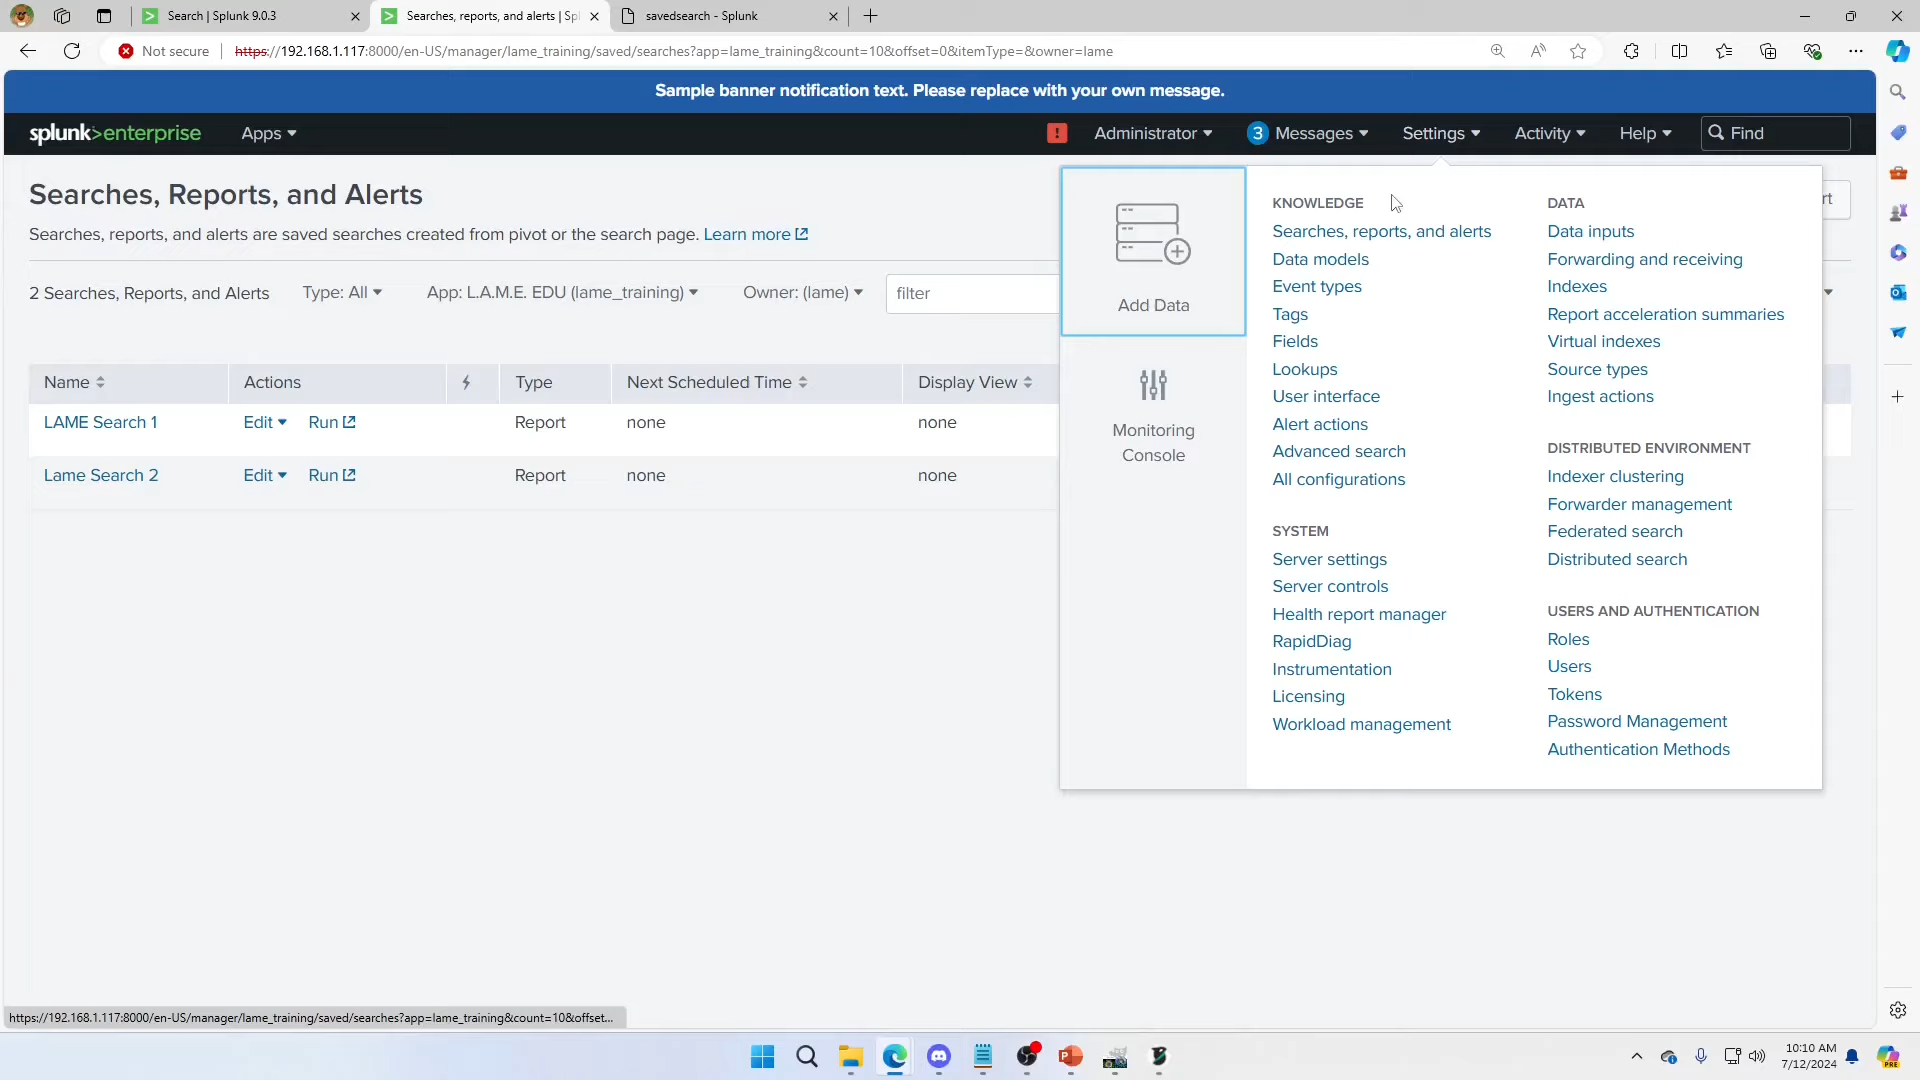 Search | Splunk 9.0.3
Searches, reports, and alerts | Spl
savedsearch - Splunk
Not secure
https://192.168.1.117:8000/en-US/manager/lame_training/saved/searches?app=lame_training&count=10&offset=0&itemType=&owner=lame
Sample banner notification text. Please replace with your own message.
splunk>enterprise Apps
! Administrator 3 Messages Settings Activity Help Find
Searches, Reports, and Alerts
rt
Searches, reports, and alerts are saved searches created from pivot or the search page. Learn more
2 Searches, Reports, and Alerts Type: All App: L.A.M.E. EDU (lame_training) Owner: (lame) filter
Name Actions Type Next Scheduled Time Display View
LAME Search 1 Edit Run Report none none
Lame Search 2 Edit Run Report none none
Add Data
Monitoring
Console
KNOWLEDGE
Searches, reports, and alerts
Data models
Event types
Tags
Fields
Lookups
User interface
Alert actions
Advanced search
All configurations
SYSTEM
Server settings
Server controls
Health report manager
RapidDiag
Instrumentation
Licensing
Workload management
DATA
Data inputs
Forwarding and receiving
Indexes
Report acceleration summaries
Virtual indexes
Source types
Ingest actions
DISTRIBUTED ENVIRONMENT
Indexer clustering
Forwarder management
Federated search
Distributed search
USERS AND AUTHENTICATION
Roles
Users
Tokens
Password Management
Authentication Methods
https://192.168.1.117:8000/en-US/manager/lame_training/saved/searches?app=lame_training&count=10&offset...
10:10 AM
7/12/2024
PRE